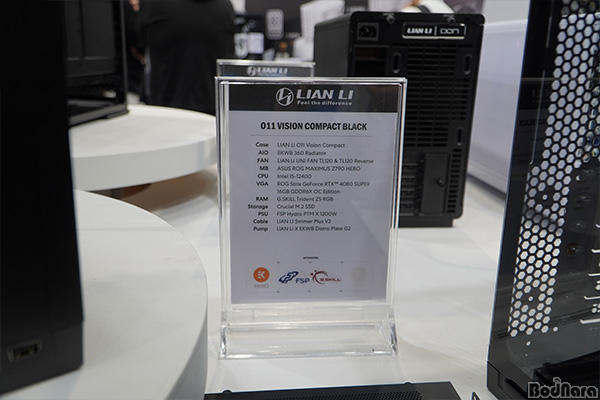 LIAN LI | DAN
LIAN LI
LIAN LI
Feel the difference
O11 VISION COMPACT BLACK
Case LIAN LI O11 Vision Compact
AIO EKWB 360 Radiator
FAN LIAN LI UNI FAN TL120 & TL120 Reverse
MB ASUS ROG MAXIMUS Z790 HERO
CPU Intel i5-12400
VGA ROG Strix GeForce RTX™ 4080 SUPER
16GB GDDR6X OC Edition
RAM G.SKILL Trident Z5 RGB
Storage Crucial M.2 SSD
PSU FSP Hydro PTM X 1200W
Cable LIAN LI Strimer Plus V2
Pump LIAN LI X EKWB Distro Plate G2
FSP
G.SKILL
BodNara